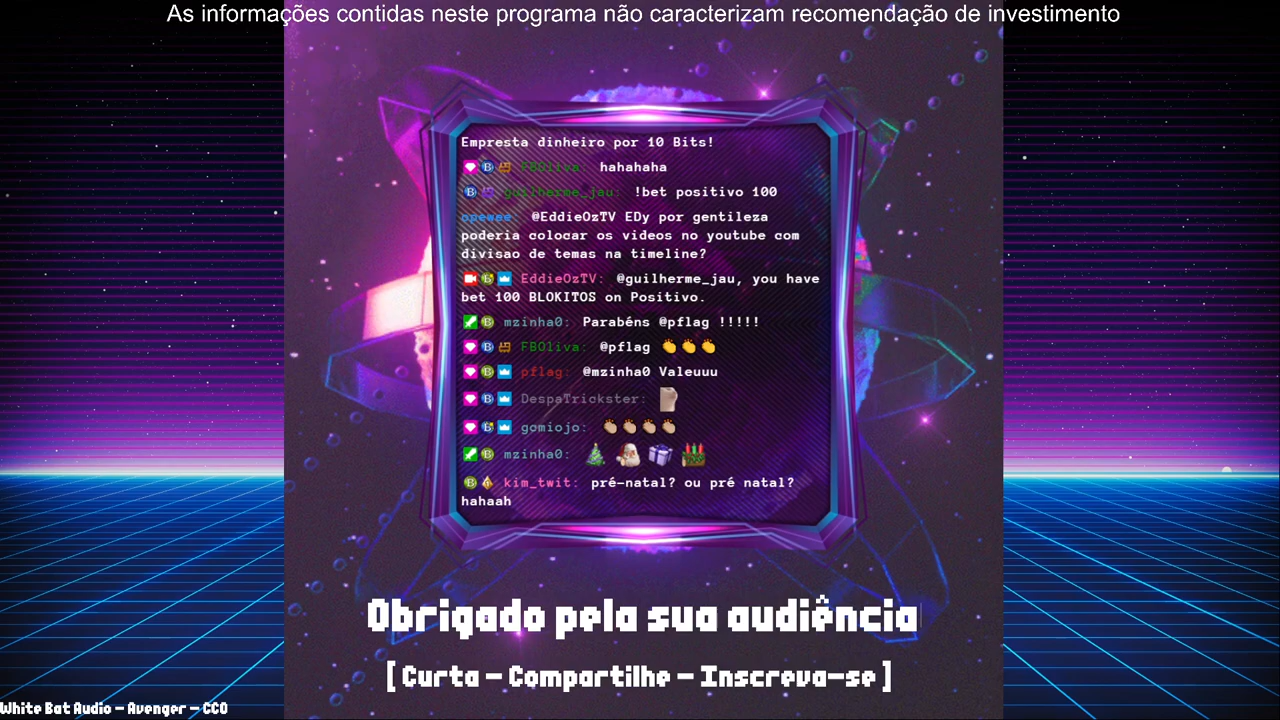 As informações contidas neste programa não caracterizam recomendação de investimento
Empresta dinheiro por 10 Bits!
FBOliva: hahahaha
guilherme_jau: !bet positivo 100
opewee @EddieOzTV EDy por gentileza
poderia colocar os videos no youtube com
divisao de temas na timeline?
EddieOzTV: @guilherme_jau, you have
bet 100 BLOKITOS on Positivo.
mzinha0: Parabéns @pflag !!!!!
FBOliva: @pflag 👏👏👏
pflag: @mzinha0 Valeuuu
DespaTrickster:
gomiojo: 👏🏼👏🏼👏🏼👏🏼
mzinha0:
kim_twit: pré-natal? ou pré natal?
hahaah
Obrigado pela sua audiência
[ Curta - Compartilhe - Inscreva-se ]
White Bat Audio - Avenger - CC0